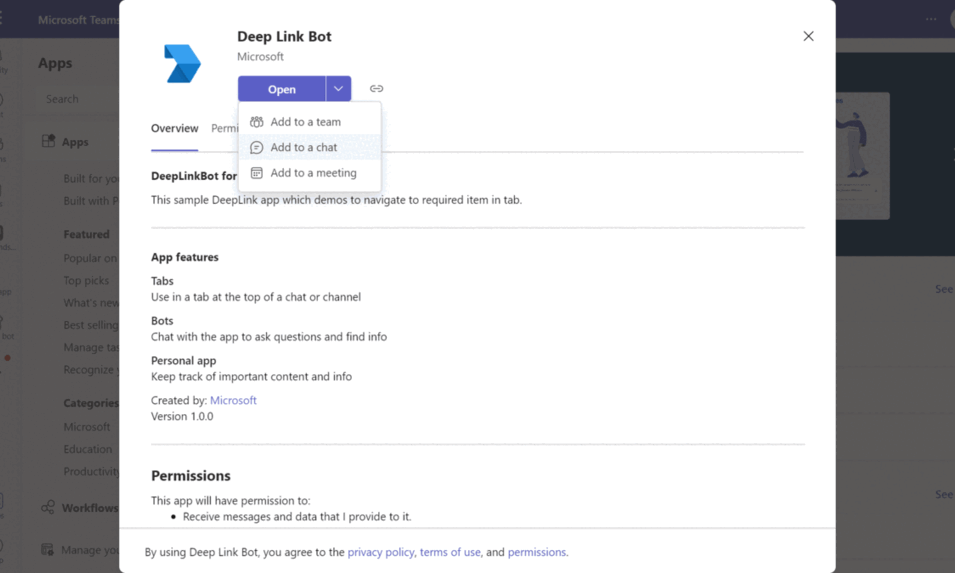 Microsoft Teams
Apps
Search
Apps
Built for you
Built with P
Featured
Popular on
Top picks
What's new
Best selling
Manage tas
Recognize y
Categories
Microsoft
Education
Productivity
Workflows
Manage you
Deep Link Bot
Microsoft
Open
Add to a team
Add to a chat
Add to a meeting
Overview Permi
DeepLinkBot for
This sample DeepLink app which demos to navigate to required item in tab.
App features
Tabs
Use in a tab at the top of a chat or channel
Bots
Chat with the app to ask questions and find info
Personal app
Keep track of important content and info
Created by: Microsoft
Version 1.0.0
Permissions
This app will have permission to:
• Receive messages and data that I provide to it.
By using Deep Link Bot, you agree to the privacy policy, terms of use, and permissions.
See
See